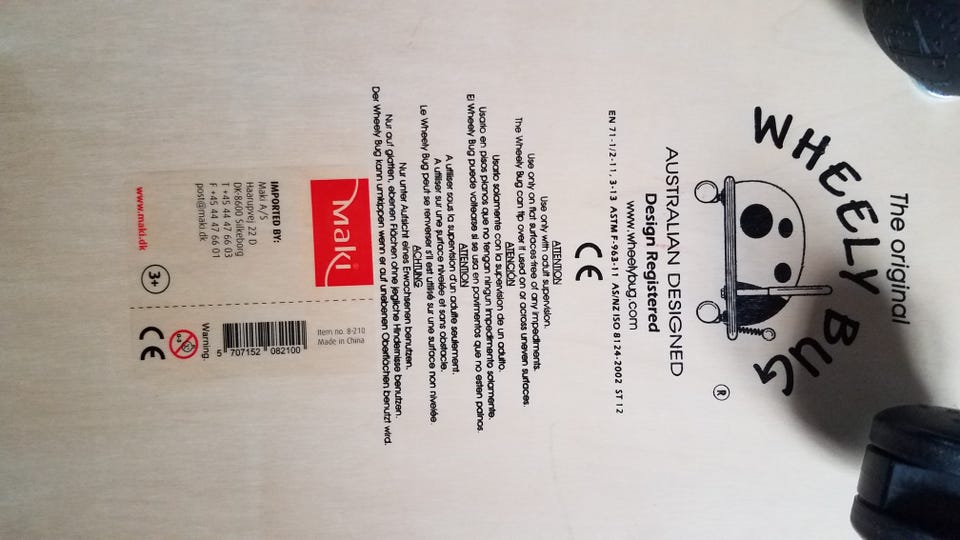 The original
WHEELY BUG
®
AUSTRALIAN DESIGNED
Design Registered
www.wheelybug.com
EN 71-1/2-11, 3-13 ASTM F-963-11 AS/NZ ISO 8124-2002 ST 12
CE
ATTENTION
Use only with adult supervision.
Use only on flat surfaces free of any impediments.
The Wheely Bug can tip over if used on or across uneven surfaces.
ATENCIÓN
Usarlo solamente con la supervision de un adulto.
Usarlo en pisos planos que no tengan ningun impedimento solamente.
El Wheely Bug puede voltearse si se usa en pavimentos que no esten palnos.
ATTENTION
A utiliser sous la supervision d'un adulte seulement.
A utiliser sur une surface nivelée et sans obstacle.
Le Wheely Bug peut se renverser s'il est utilisé sur une surface non nivelée.
ACHTUNG
Nur unter Aufsicht eines Erwachsenen benutzen.
Nur auf glatten, ebenen Flächen ohne jegliche Hindernisse benutzen.
Der Wheely Bug kann umkippen wenn er auf unebenen Oberflächen benutzt wird.
Maki
IMPORTED BY:
Maki A/S
Haarupvej 22 D
DK-8600 Silkeborg
T +45 44 47 66 03
F +45 44 47 66 01
post@maki.dk
www.maki.dk
3+
Item no. 8-210
Made in China
5 707152 082100
Warning.
0-3
CE